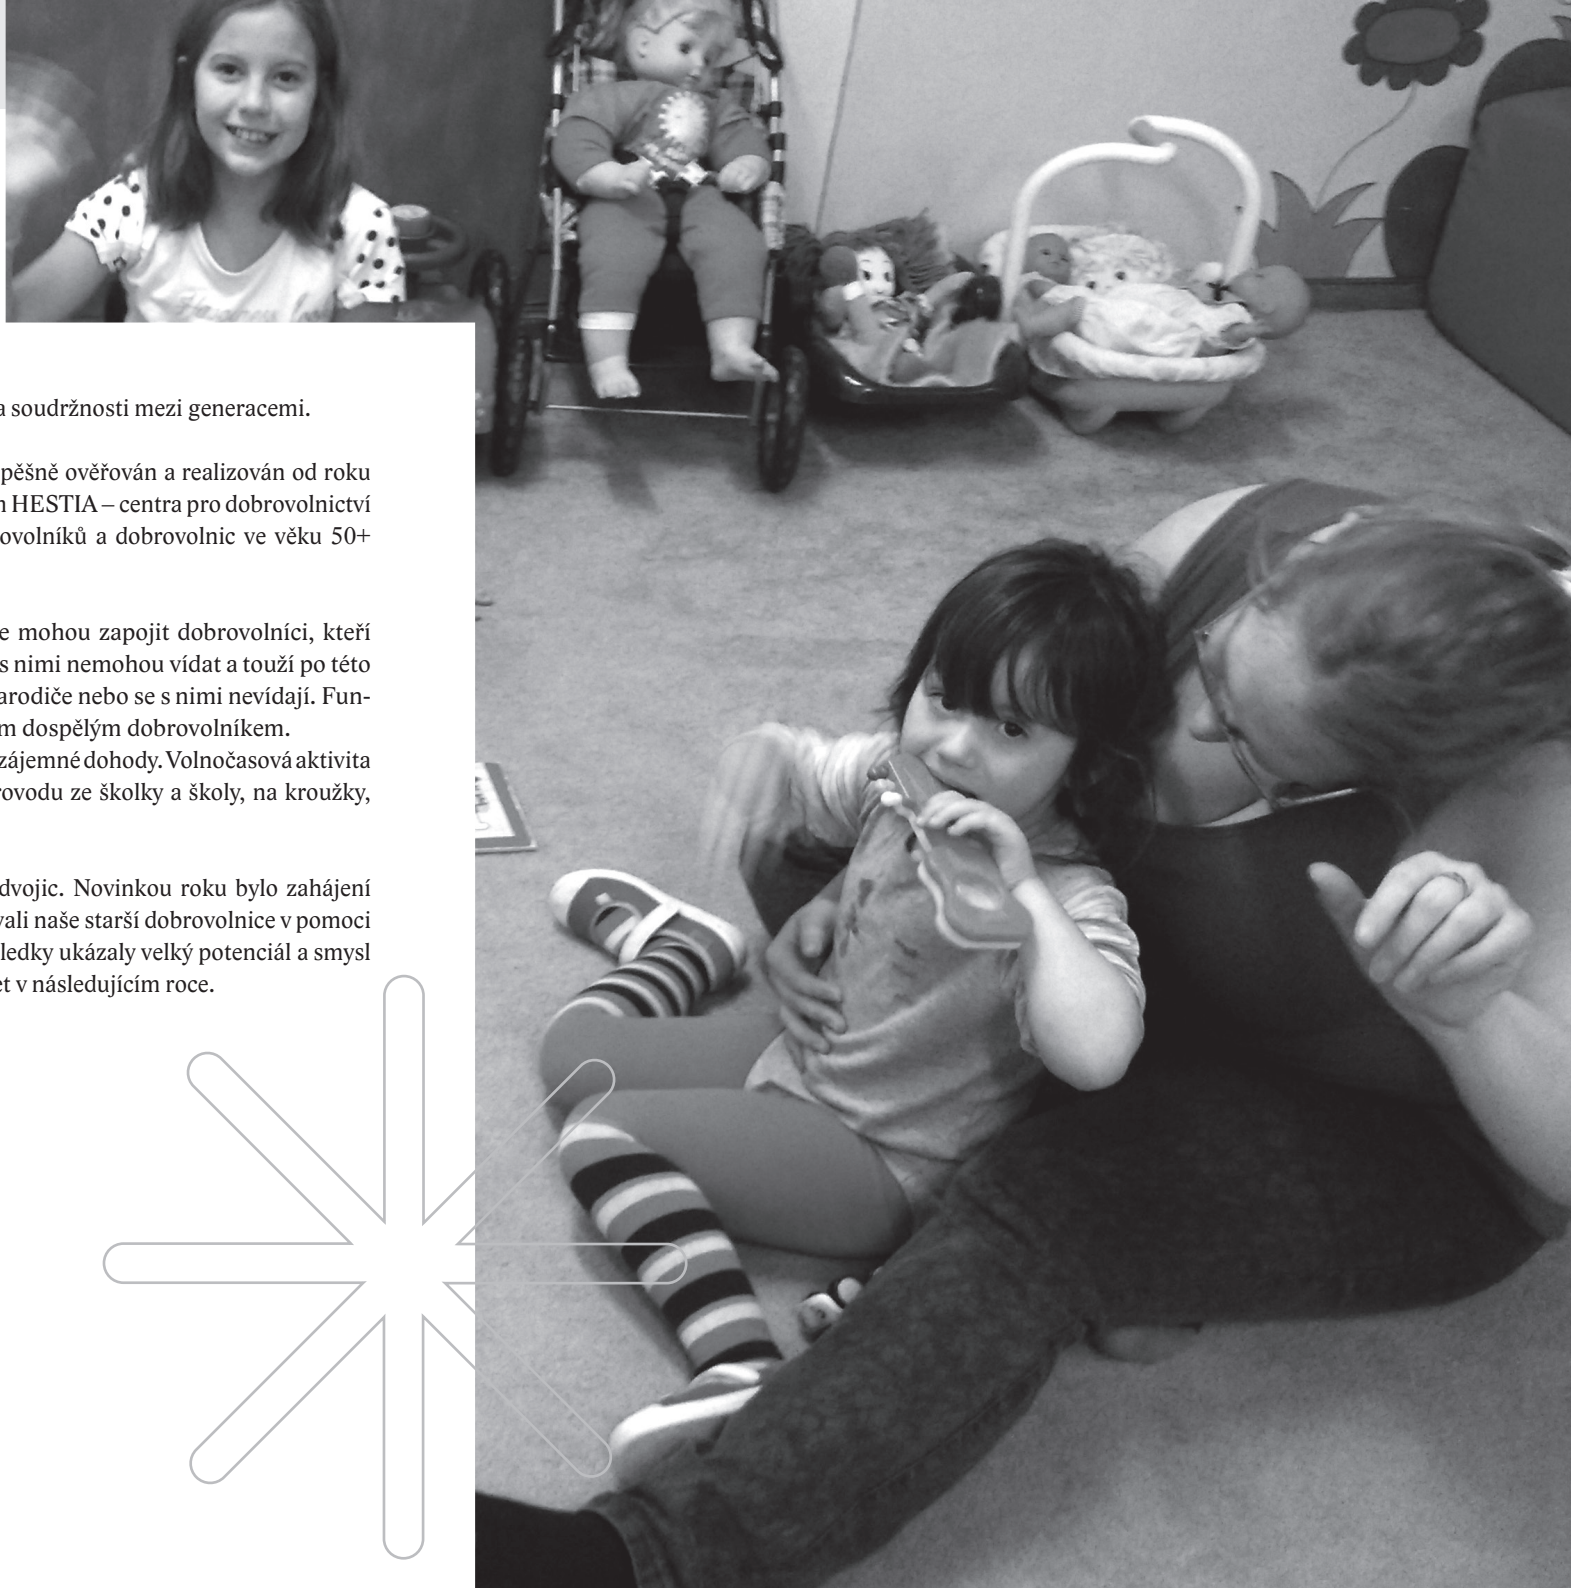 a soudržnosti mezi generacemi.
pěšně ověřován a realizován od roku
HESTIA – centra pro dobrovolnictví
ovolníků a dobrovolnic ve věku 50+
e mohou zapojit dobrovolníci, kteří
s nimi nemohou vídat a touží po této
arodiče nebo se s nimi nevídají. Fun-
m dospělým dobrovolníkem.
zájemné dohody. Volnočasová aktivita
rovodu ze školky a školy, na kroužky,
dvojic. Novinkou roku bylo zahájení
vali naše starší dobrovolnice v pomoci
ledky ukázaly velký potenciál a smysl
et v následujícím roce.